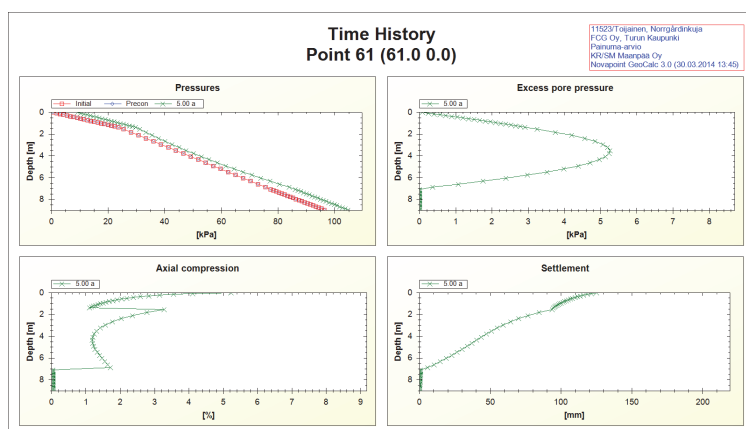 Time History
Point 61 (61.0 0.0)
11523/Toijainen, Norrgårdinkuja
FCG Oy, Turun Kaupunki
Painuma-arvio
KR/SM Maanpää Oy
Novapoint GeoCalc 3.0 (30.03.2014 13:45)
Pressures
Initial Precon 5.00 a
Depth [m]
0
2
4
6
8
0 20 40 60 80 100
[kPa]
Excess pore pressure
5.00 a
Depth [m]
0
2
4
6
8
0 1 2 3 4 5 6 7 8
[kPa]
Axial compression
5.00 a
Depth [m]
0
2
4
6
8
0 1 2 3 4 5 6 7 8 9
[%]
Settlement
5.00 a
Depth [m]
0
2
4
6
8
0 50 100 150 200
[mm]